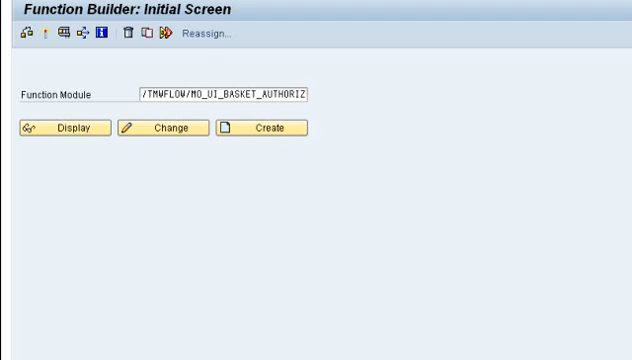 Function Builder: Initial Screen
Reassign...
Function Module /TMWFLOW/MO_UI_BASKET_AUTHORIZ
Display Change Create